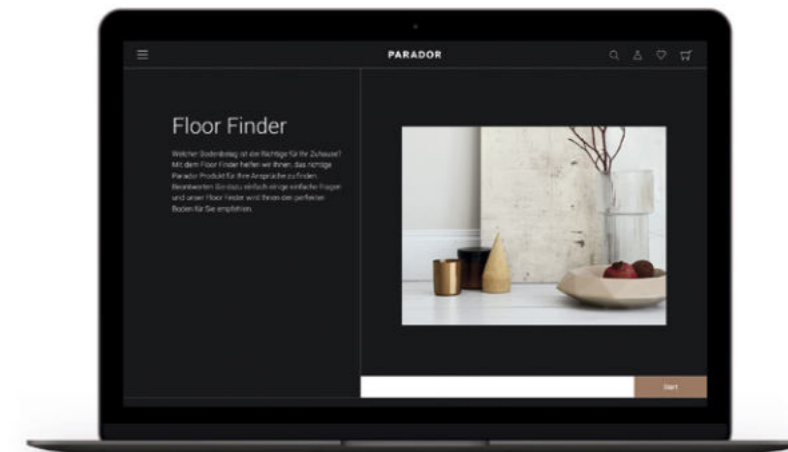 PARADOR
Floor Finder
Welcher Bodenbelag ist der Richtige für Ihr Zuhause?
Mit dem Floor Finder helfen wir Ihnen, das richtige
Parador Produkt für Ihre Ansprüche zu finden.
Beantworten Sie dazu einfach einige einfache Fragen
und unser Floor Finder wird Ihnen den perfekten
Boden für Sie empfehlen.
Start